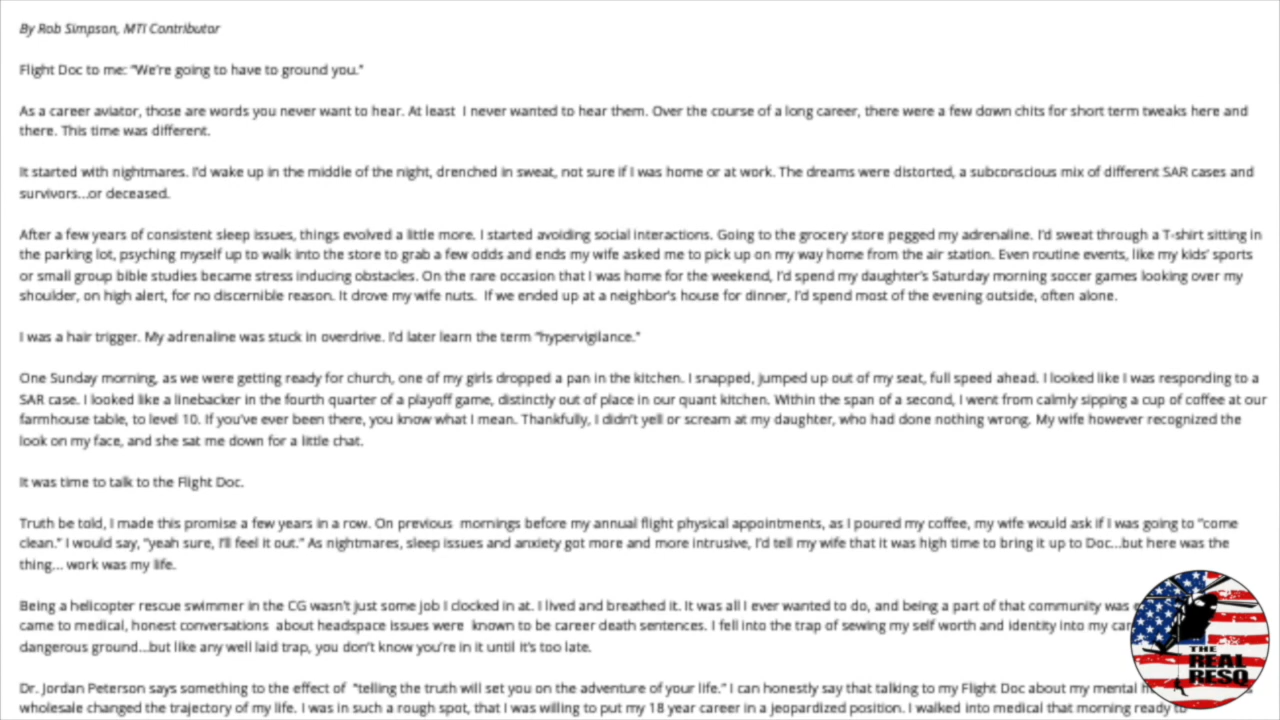 By Rob Simpson, MTI Contributor
Flight Doc to me: "We're going to have to ground you."
As a career aviator, those are words you never want to hear. At least I never wanted to hear them. Over the course of a long career, there were a few down chits for short term tweaks here and
there. This time was different.
It started with nightmares. I'd wake up in the middle of the night, drenched in sweat, not sure if I was home or at work. The dreams were distorted, a subconscious mix of different SAR cases and
survivors...or deceased.
After a few years of consistent sleep issues, things evolved a little more. I started avoiding social interactions. Going to the grocery store pegged my adrenaline. I'd sweat through a T-shirt sitting in
the parking lot, psyching myself up to walk into the store to grab a few odds and ends my wife asked me to pick up on my way home from the air station. Even routine events, like my kids' sports
or small group bible studies became stress inducing obstacles. On the rare occasion that I was home for the weekend, I'd spend my daughter's Saturday morning soccer games looking over my
shoulder, on high alert, for no discernible reason. It drove my wife nuts. If we ended up at a neighbor's house for dinner, I'd spend most of the evening outside, often alone.
I was a hair trigger. My adrenaline was stuck in overdrive. I'd later learn the term "hypervigilance."
One Sunday morning, as we were getting ready for church, one of my girls dropped a pan in the kitchen. I snapped, jumped up out of my seat, full speed ahead. I looked like I was responding to a
SAR case. I looked like a linebacker in the fourth quarter of a playoff game, distinctly out of place in our quant kitchen. Within the span of a second, I went from calmly sipping a cup of coffee at our
farmhouse table, to level 10. If you've ever been there, you know what I mean. Thankfully, I didn't yell or scream at my daughter, who had done nothing wrong. My wife however recognized the
look on my face, and she sat me down for a little chat.
It was time to talk to the Flight Doc.
Truth be told, I made this promise a few years in a row. On previous mornings before my annual flight physical appointments, as I poured my coffee, my wife would ask if I was going to "come
clean." I would say, "yeah sure, I'll feel it out." As nightmares, sleep issues and anxiety got more and more intrusive, I'd tell my wife that it was high time to bring it up to Doc...but here was the
thing... work was my life.
Being a helicopter rescue swimmer in the CG wasn't just some job I clocked in at. I lived and breathed it. It was all I ever wanted to do, and being a part of that community was
came to medical, honest conversations about headspace issues were known to be career death sentences. I fell into the trap of sewing my self worth and identity into my
dangerous ground...but like any well laid trap, you don't know you're in it until it's too late.
Dr. Jordan Peterson says something to the effect of "telling the truth will set you on the adventure of your life." I can honestly say that talking to my Flight Doc about my mental
wholesale changed the trajectory of my life. I was in such a rough spot, that I was willing to put my 18 year career in a jeopardized position. I walked into medical that morning ready to
THE
REAL
RESQ